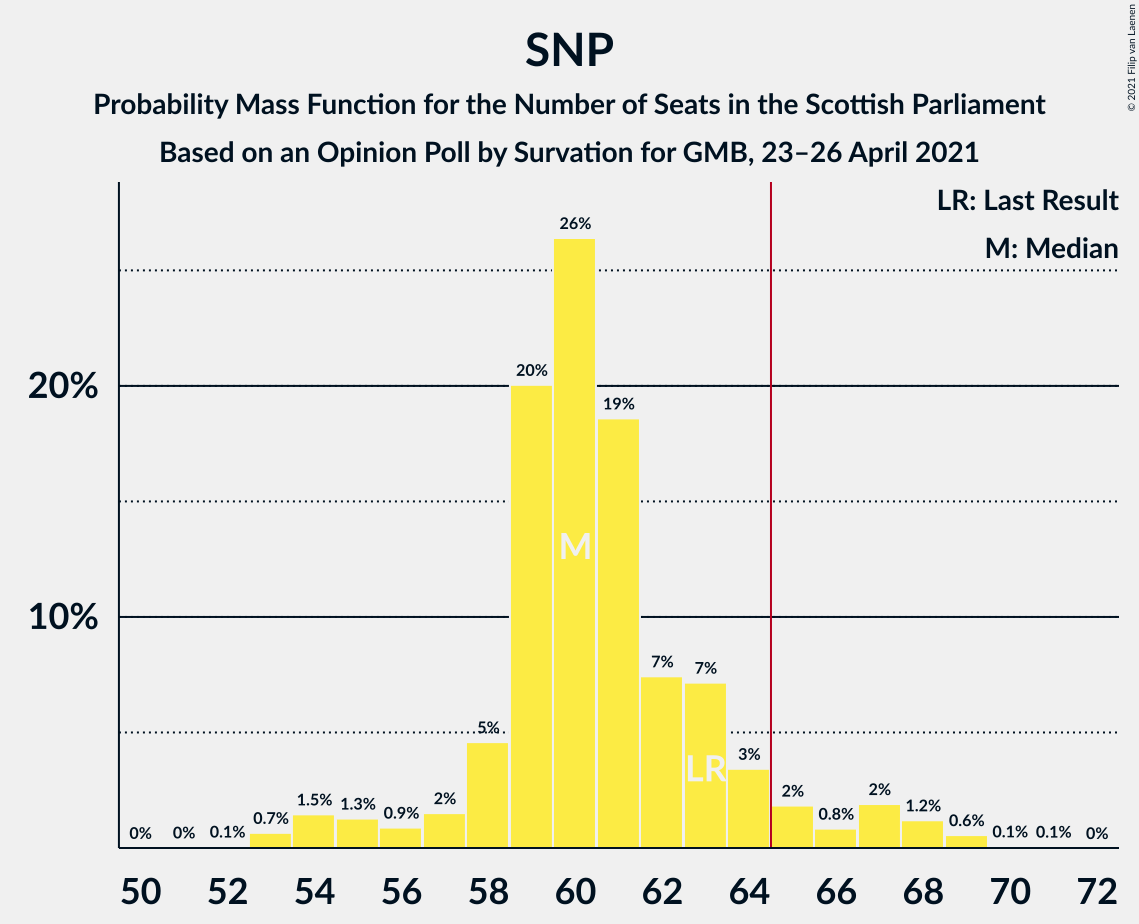 SNP
Probability Mass Function for the Number of Seats in the Scottish Parliament
Based on an Opinion Poll by Survation for GMB, 23–26 April 2021
© 2021 Filip van Laenen
LR: Last Result
M: Median
20%
10%
0%
0%
0.1%
0.7%
1.5%
1.3%
0.9%
2%
5%
20%
26%
19%
7%
7%
3%
2%
0.8%
2%
1.2%
0.6%
0.1%
0.1%
0%
M
LR
50 52 54 56 58 60 62 64 66 68 70 72